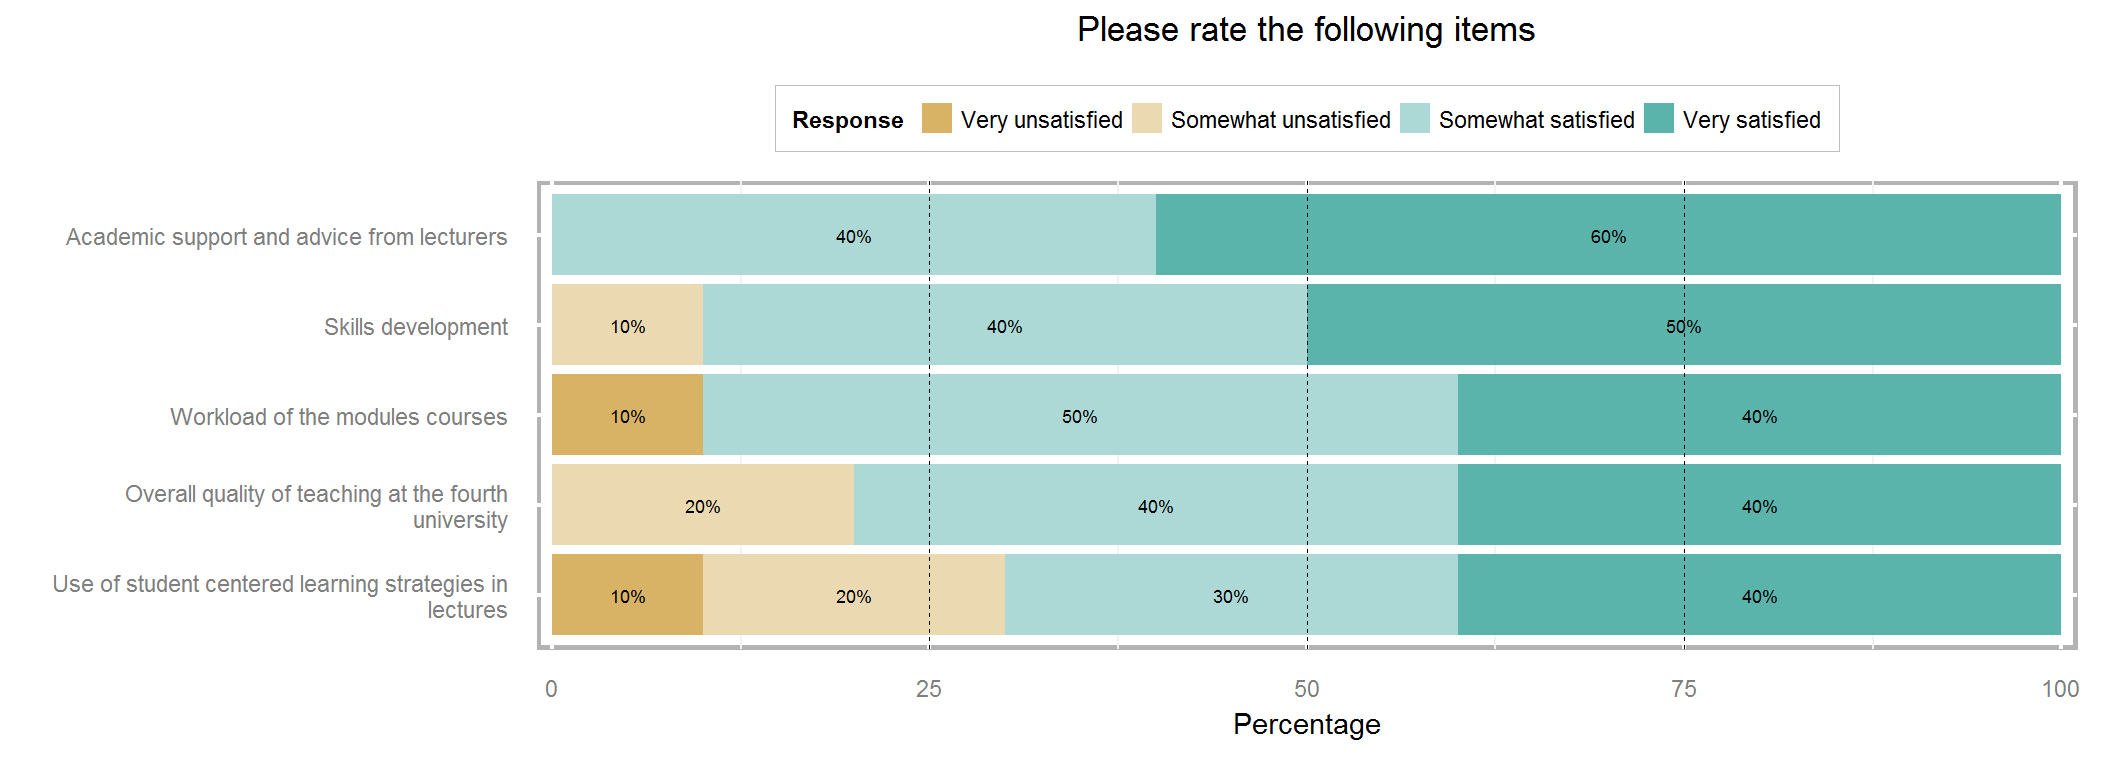 Please rate the following items
Response Very unsatisfied Somewhat unsatisfied Somewhat satisfied Very satisfied
Academic support and advice from lecturers 40% 60%
Skills development 10% 40% 50%
Workload of the modules courses 10% 50% 40%
Overall quality of teaching at the fourth
university 20% 40% 40%
Use of student centered learning strategies in
lectures 10% 20% 30% 40%
0 25 50 75 100
Percentage